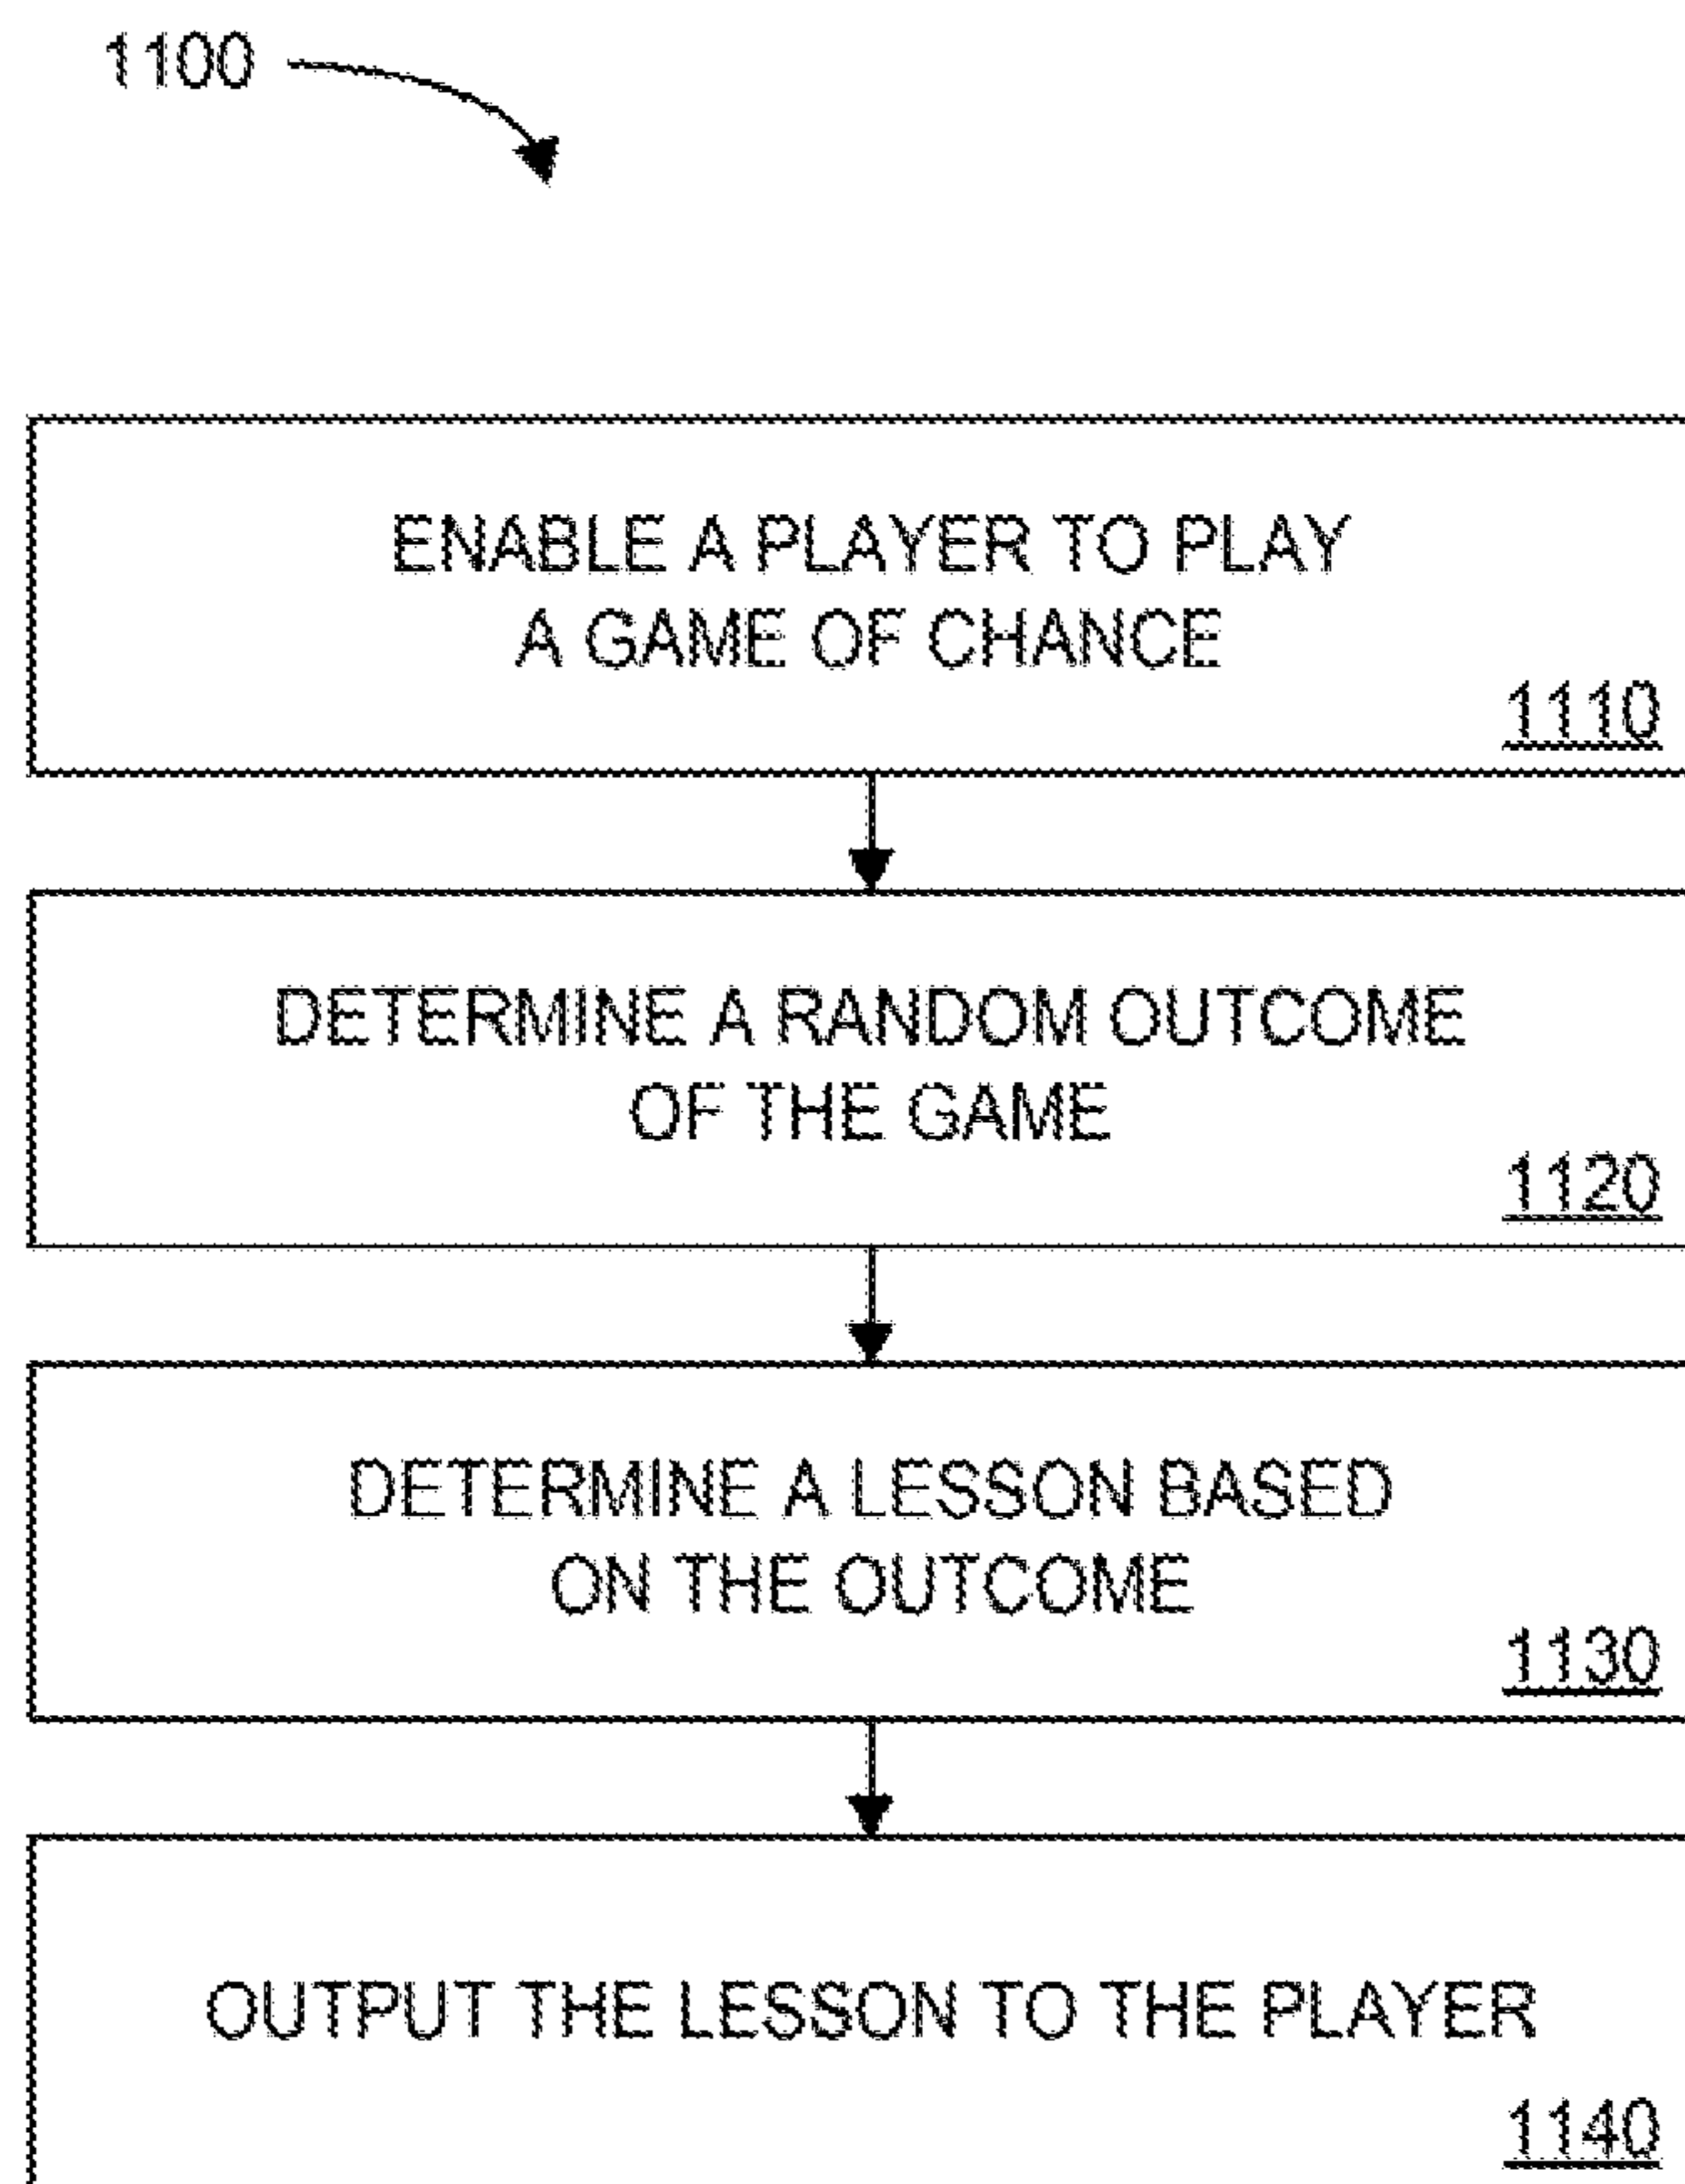 1100
ENABLE A PLAYER TO PLAY
A GAME OF CHANCE
1110
DETERMINE A RANDOM OUTCOME
OF THE GAME
1120
DETERMINE A LESSON BASED
ON THE OUTCOME
1130
OUTPUT THE LESSON TO THE PLAYER
1140